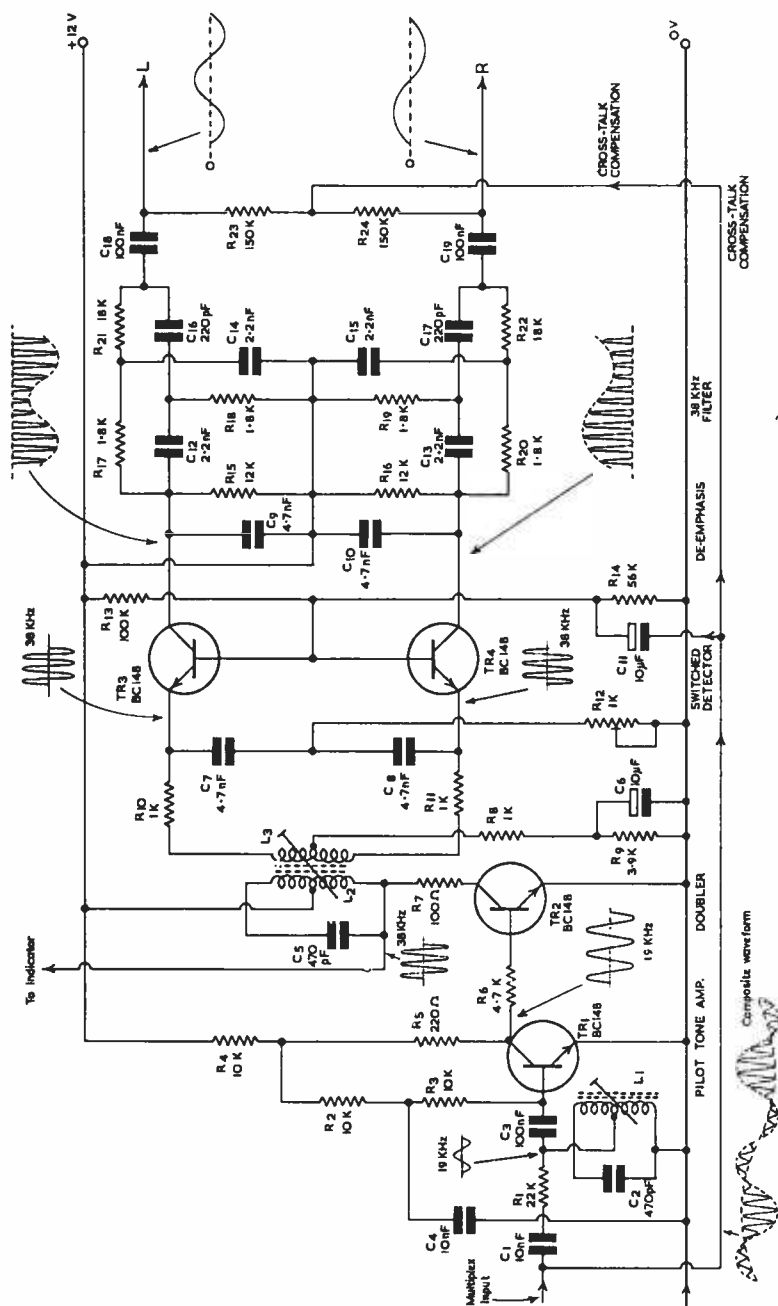 +12V
OV
L
R
C18
100nF
R23
150K
R24
150K
C19
100nF
CROSS-TALK
COMPENSATION
CROSS-TALK
COMPENSATION
R21 18K
C16
220pF
C14
2·2nF
C15
2·2nF
C17
220pF
R22
18K
R17
1·8K
C12
2·2nF
R18
1·8K
R19
1·8K
C13
2·2nF
R20
1·8K
R15
12K
R16
12K
C9
4·7nF
C10
4·7nF
38 KHz
FILTER
DE-EMPHASIS
R13
100K
R14
56K
C11
10µF
SWITCHED
DETECTOR
R12
1K
38 KHz
TR3
BC148
TR4
BC148
38 KHz
C7
4·7nF
C8
4·7nF
R10
1K
R11
1K
C6
10µF
R8
1K
R9
3·9K
L3
L2
C5
470
pF
38KHz
R7
100Ω
TR2
BC148
DOUBLER
19 KHz
To indicator
R6
4·7K
R5
220Ω
R4
10K
TR1
BC148
PILOT TONE AMP.
R2
10K
R3
10K
C3
100nF
L1
19 KHz
R1
22K
C2
470pF
C4
10nF
C1
10nF
Multiplex
Input
Composite waveform